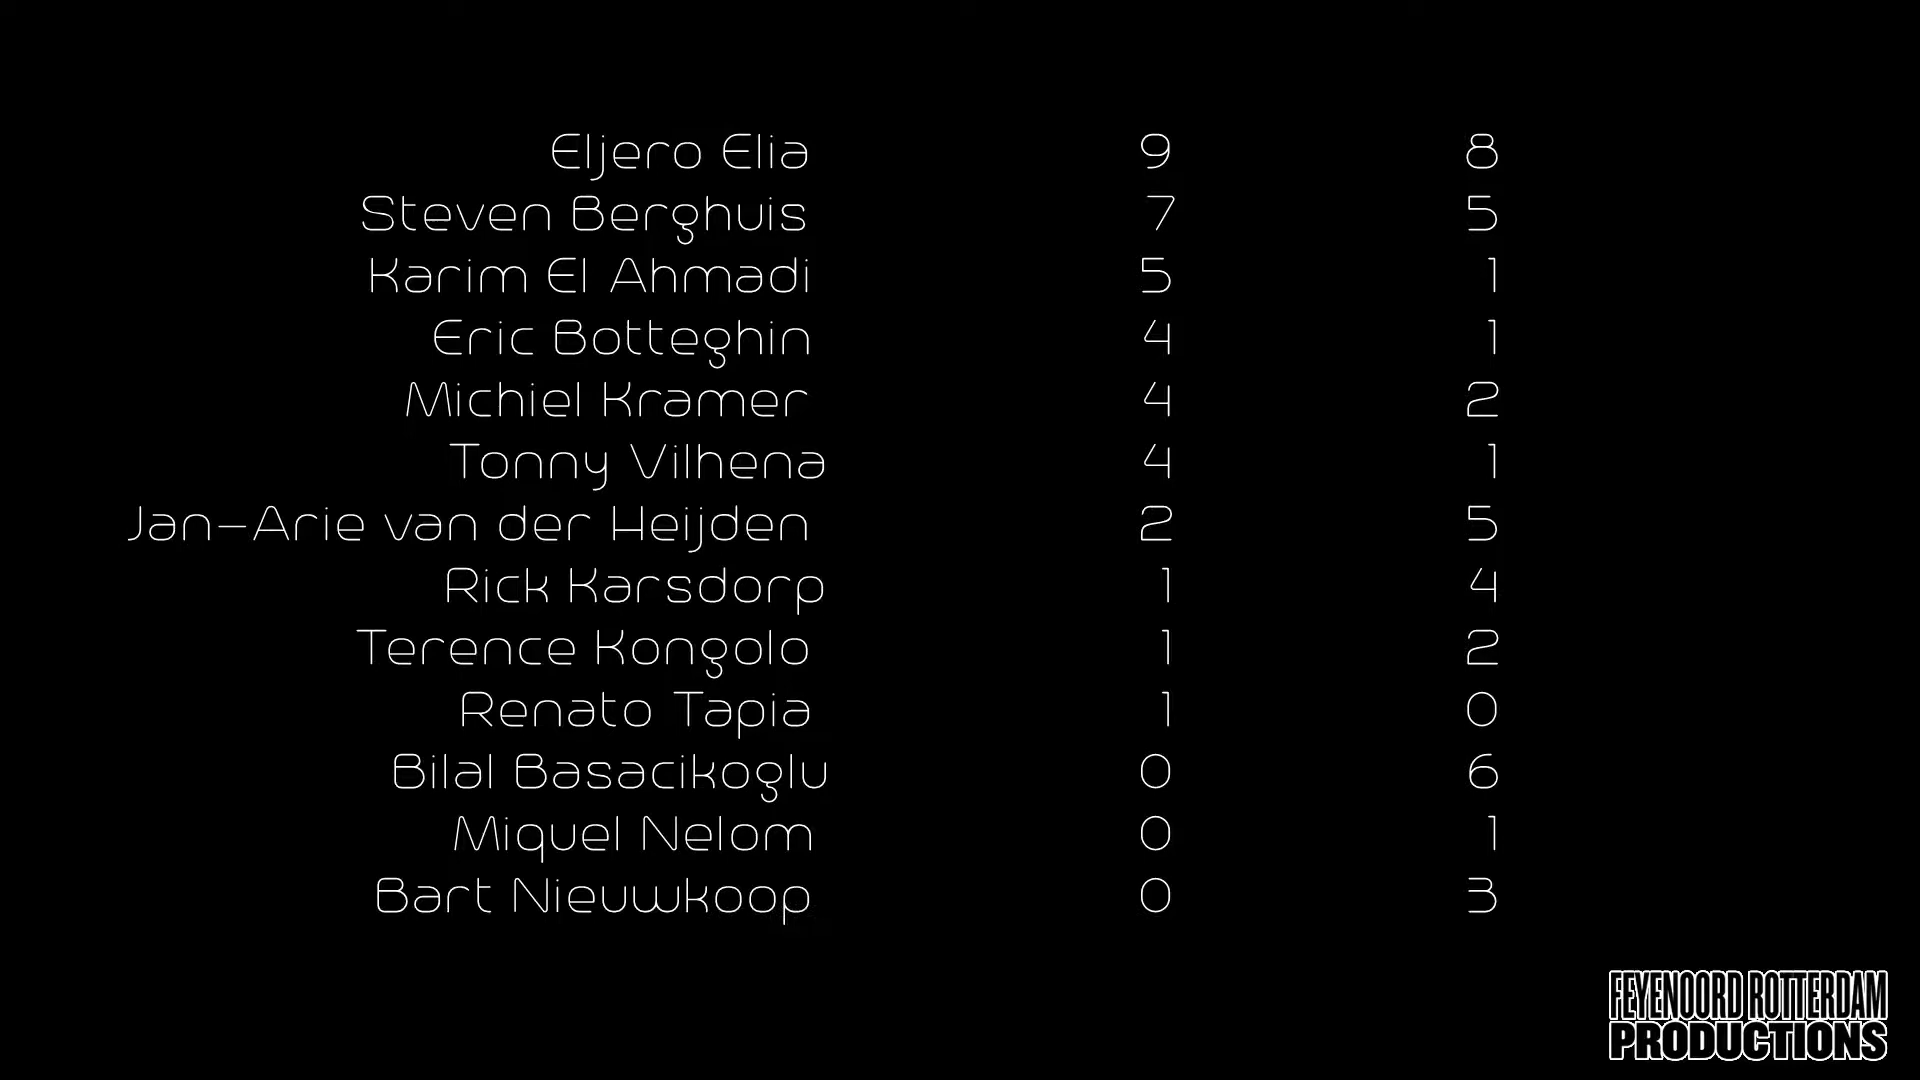 Eljero Elia 9 8
Steven Berghuis 7 5
Karim El Ahmadi 5 1
Eric Botteghin 4 1
Michiel Kramer 4 2
Tonny Vilhena 4 1
Jan-Arie van der Heijden 2 5
Rick Karsdorp 1 4
Terence Kongolo 1 2
Renato Tapia 1 0
Bilal Basacikoglu 0 6
Miquel Nelom 0 1
Bart Nieuwkoop 0 3
FEYENOORD ROTTERDAM
PRODUCTIONS